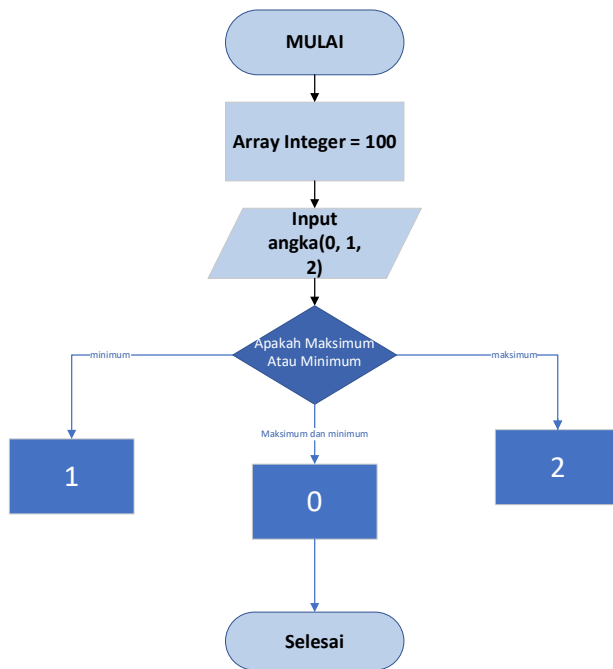 MULAI
Array Integer = 100
Input
angka(0, 1,
2)
Apakah Maksimum
Atau Minimum
minimum
maksimum
Maksimum dan minimum
1
0
2
Selesai